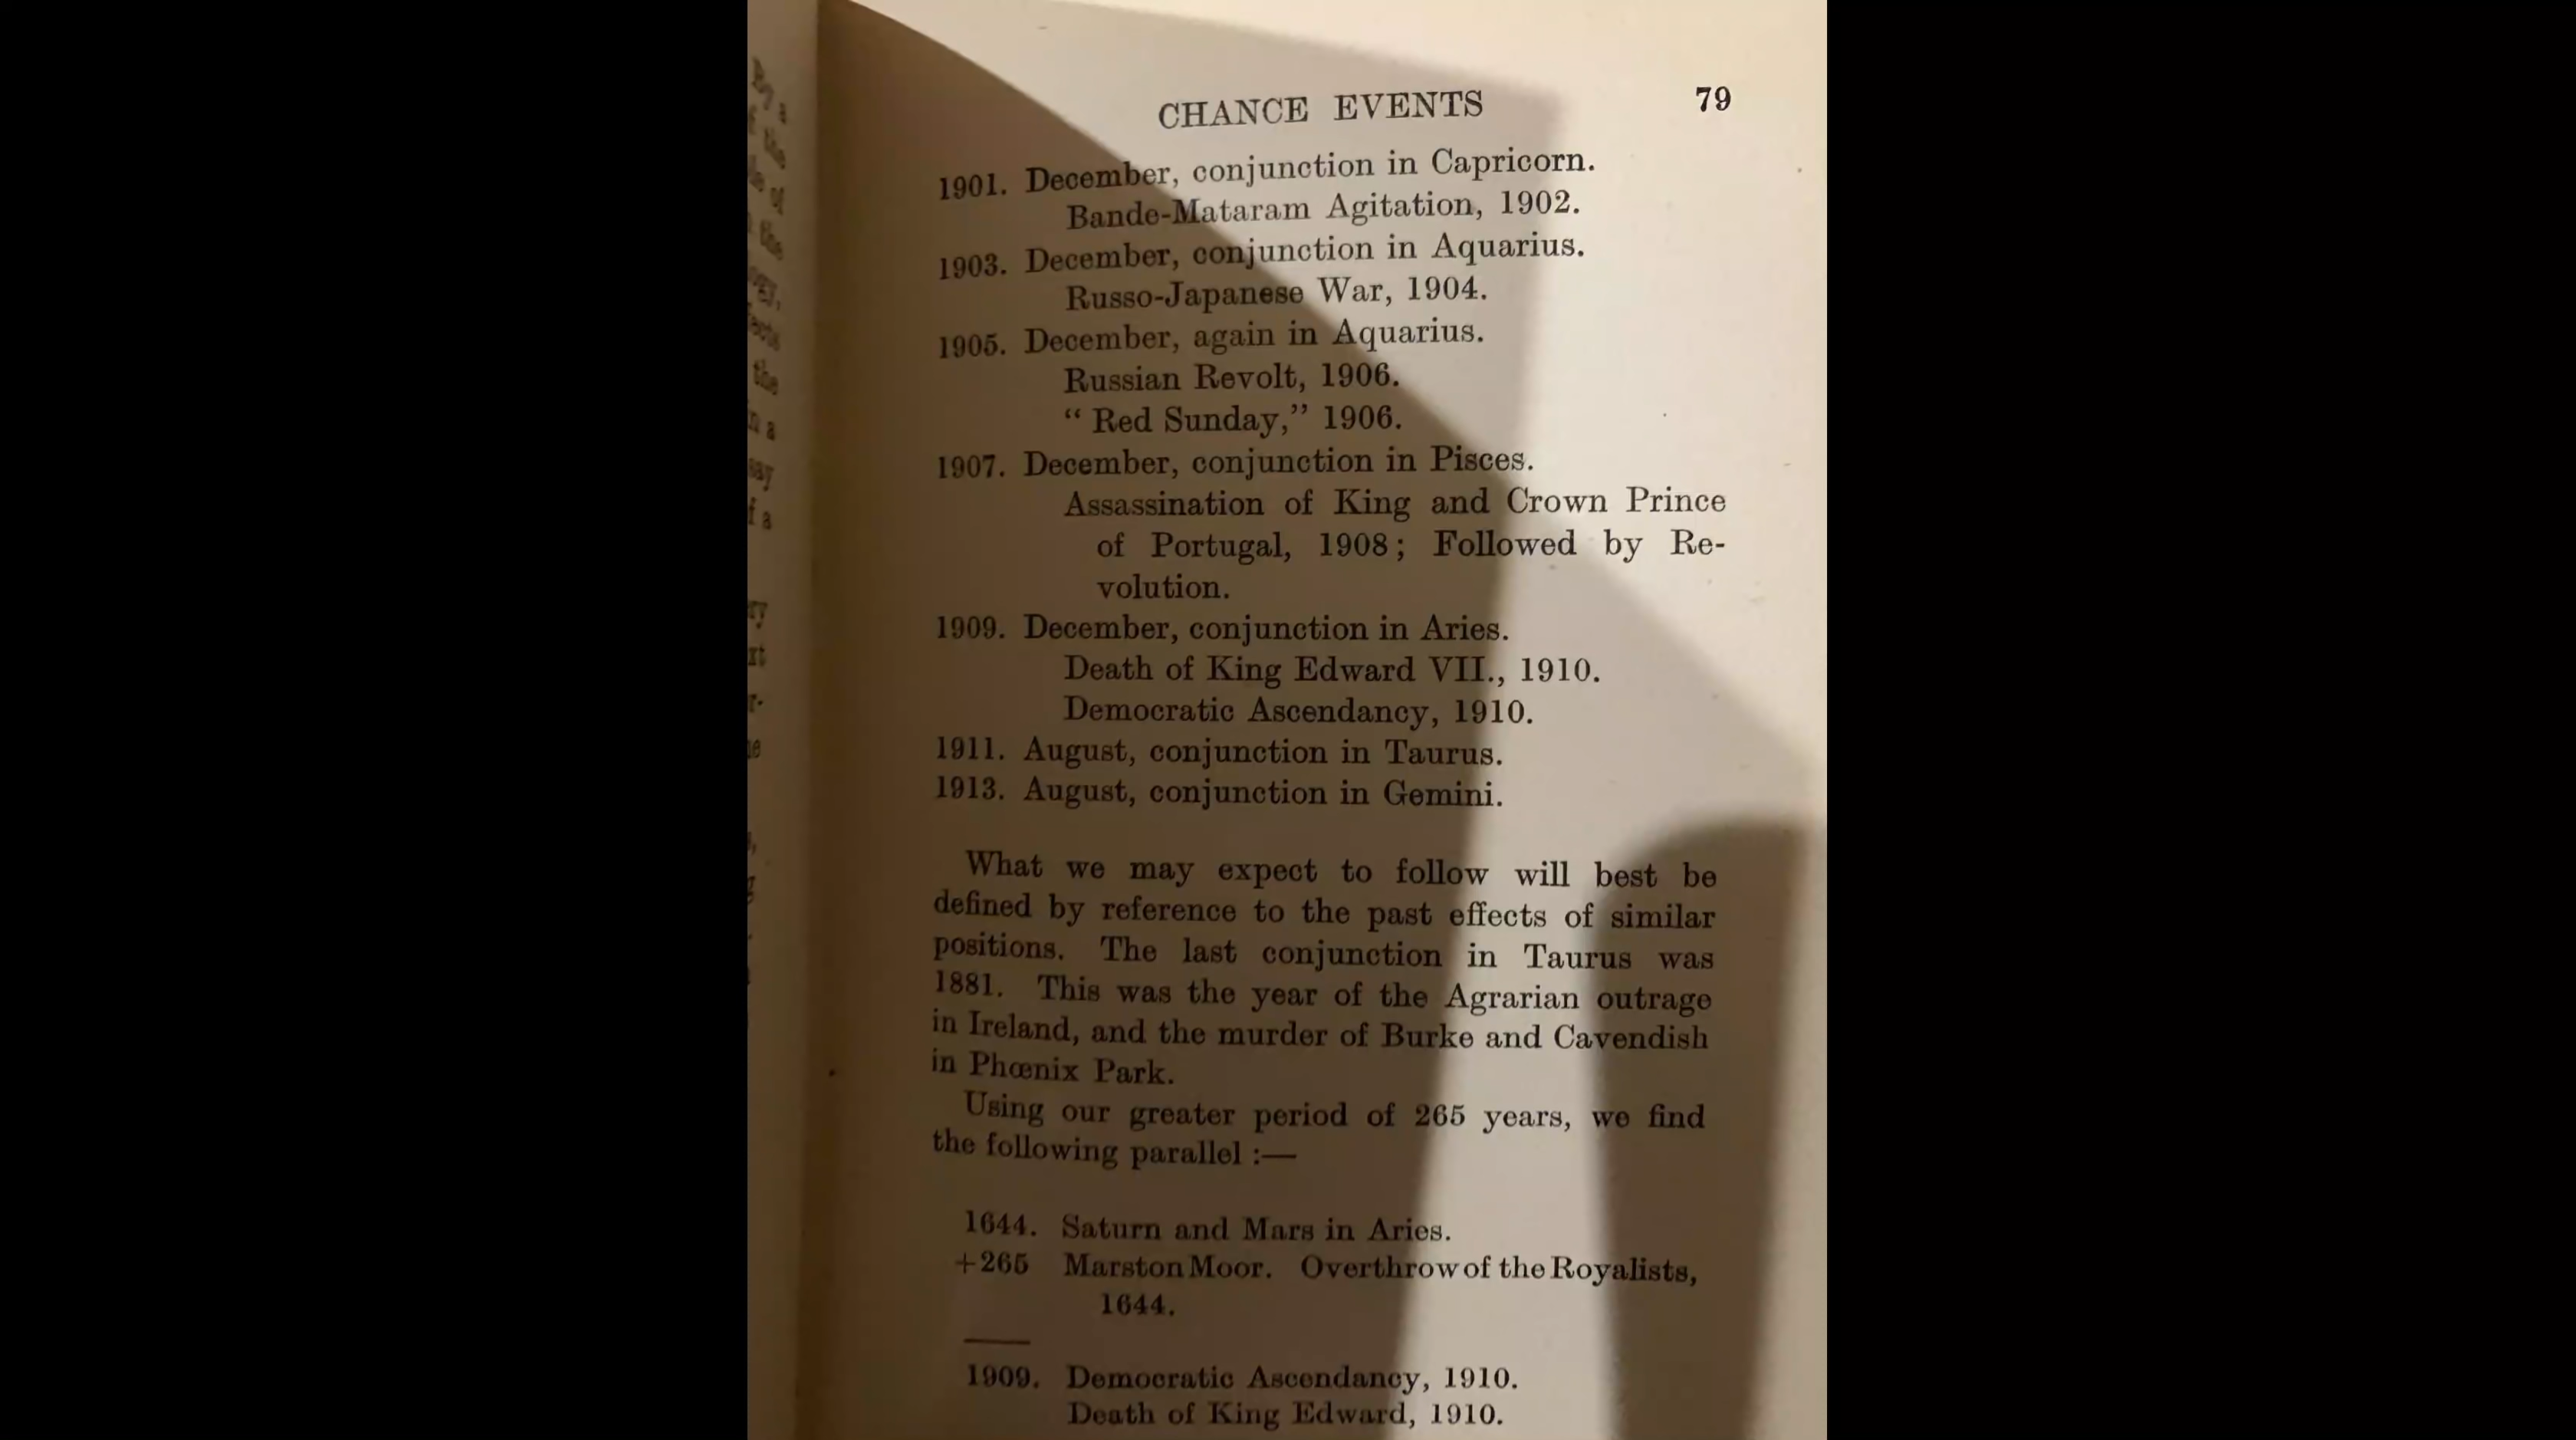 CHANCE EVENTS 79
1901. December, conjunction in Capricorn.
Bande-Mataram Agitation, 1902.
1903. December, conjunction in Aquarius.
Russo-Japanese War, 1904.
1905. December, again in Aquarius.
Russian Revolt, 1906.
“ Red Sunday,” 1906.
1907. December, conjunction in Pisces.
Assassination of King and Crown Prince
of Portugal, 1908; Followed by Re-
volution.
1909. December, conjunction in Aries.
Death of King Edward VII., 1910.
Democratic Ascendancy, 1910.
1911. August, conjunction in Taurus.
1913. August, conjunction in Gemini.
What we may expect to follow will best be
defined by reference to the past effects of similar
positions. The last conjunction in Taurus was
1881. This was the year of the Agrarian outrage
in Ireland, and the murder of Burke and Cavendish
in Phœnix Park.
Using our greater period of 265 years, we find
the following parallel :—
1644. Saturn and Mars in Aries.
+265 Marston Moor. Overthrow of the Royalists,
1644.
1909. Democratic Ascendancy, 1910.
Death of King Edward, 1910.